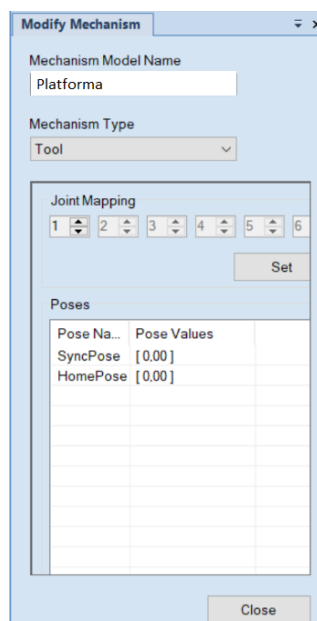 Modify Mechanism
Mechanism Model Name
Platforma
Mechanism Type
Tool
Joint Mapping
1 2 3 4 5 6
Set
Poses
Pose Na... Pose Values
SyncPose [ 0,00 ]
HomePose [ 0,00 ]
Close